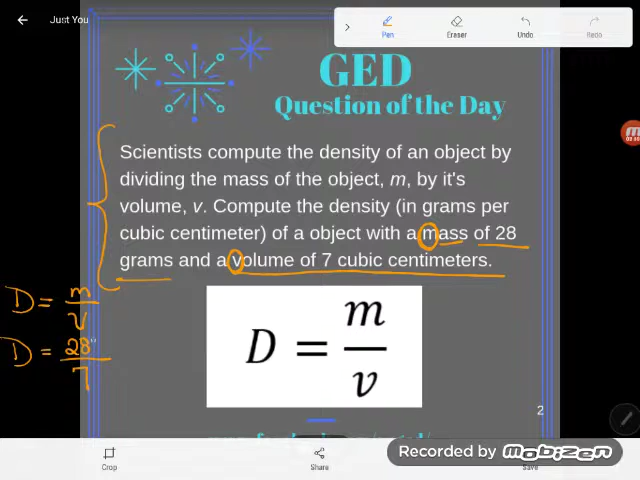 Just You
Pen
Eraser
Undo
Redo
GED
Question of the Day
Scientists compute the density of an object by
dividing the mass of the object, m, by it's
volume, v. Compute the density (in grams per
cubic centimeter) of a object with a mass of 28
grams and a volume of 7 cubic centimeters.
D = m/v
D = 28/7
D = m/v
2
Crop
Share
Save
Recorded by Mobizen